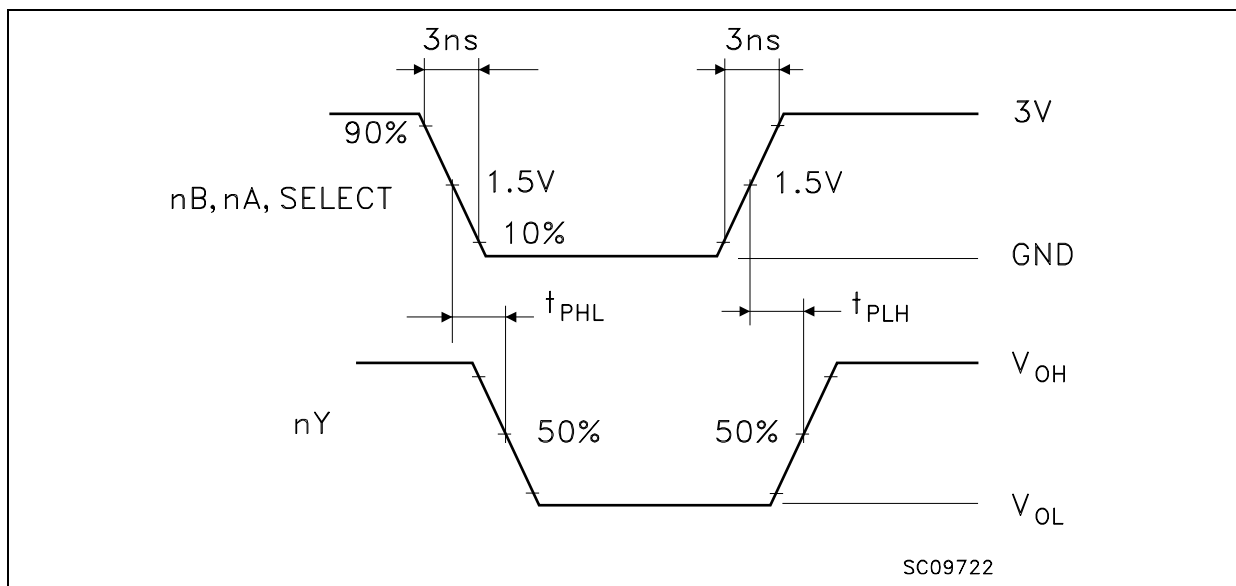 3ns 3ns
3V
90%
nB, nA, SELECT 1.5V 1.5V
10%
GND
tPHL tPLH
VOH
nY 50% 50%
VOL
SC09722